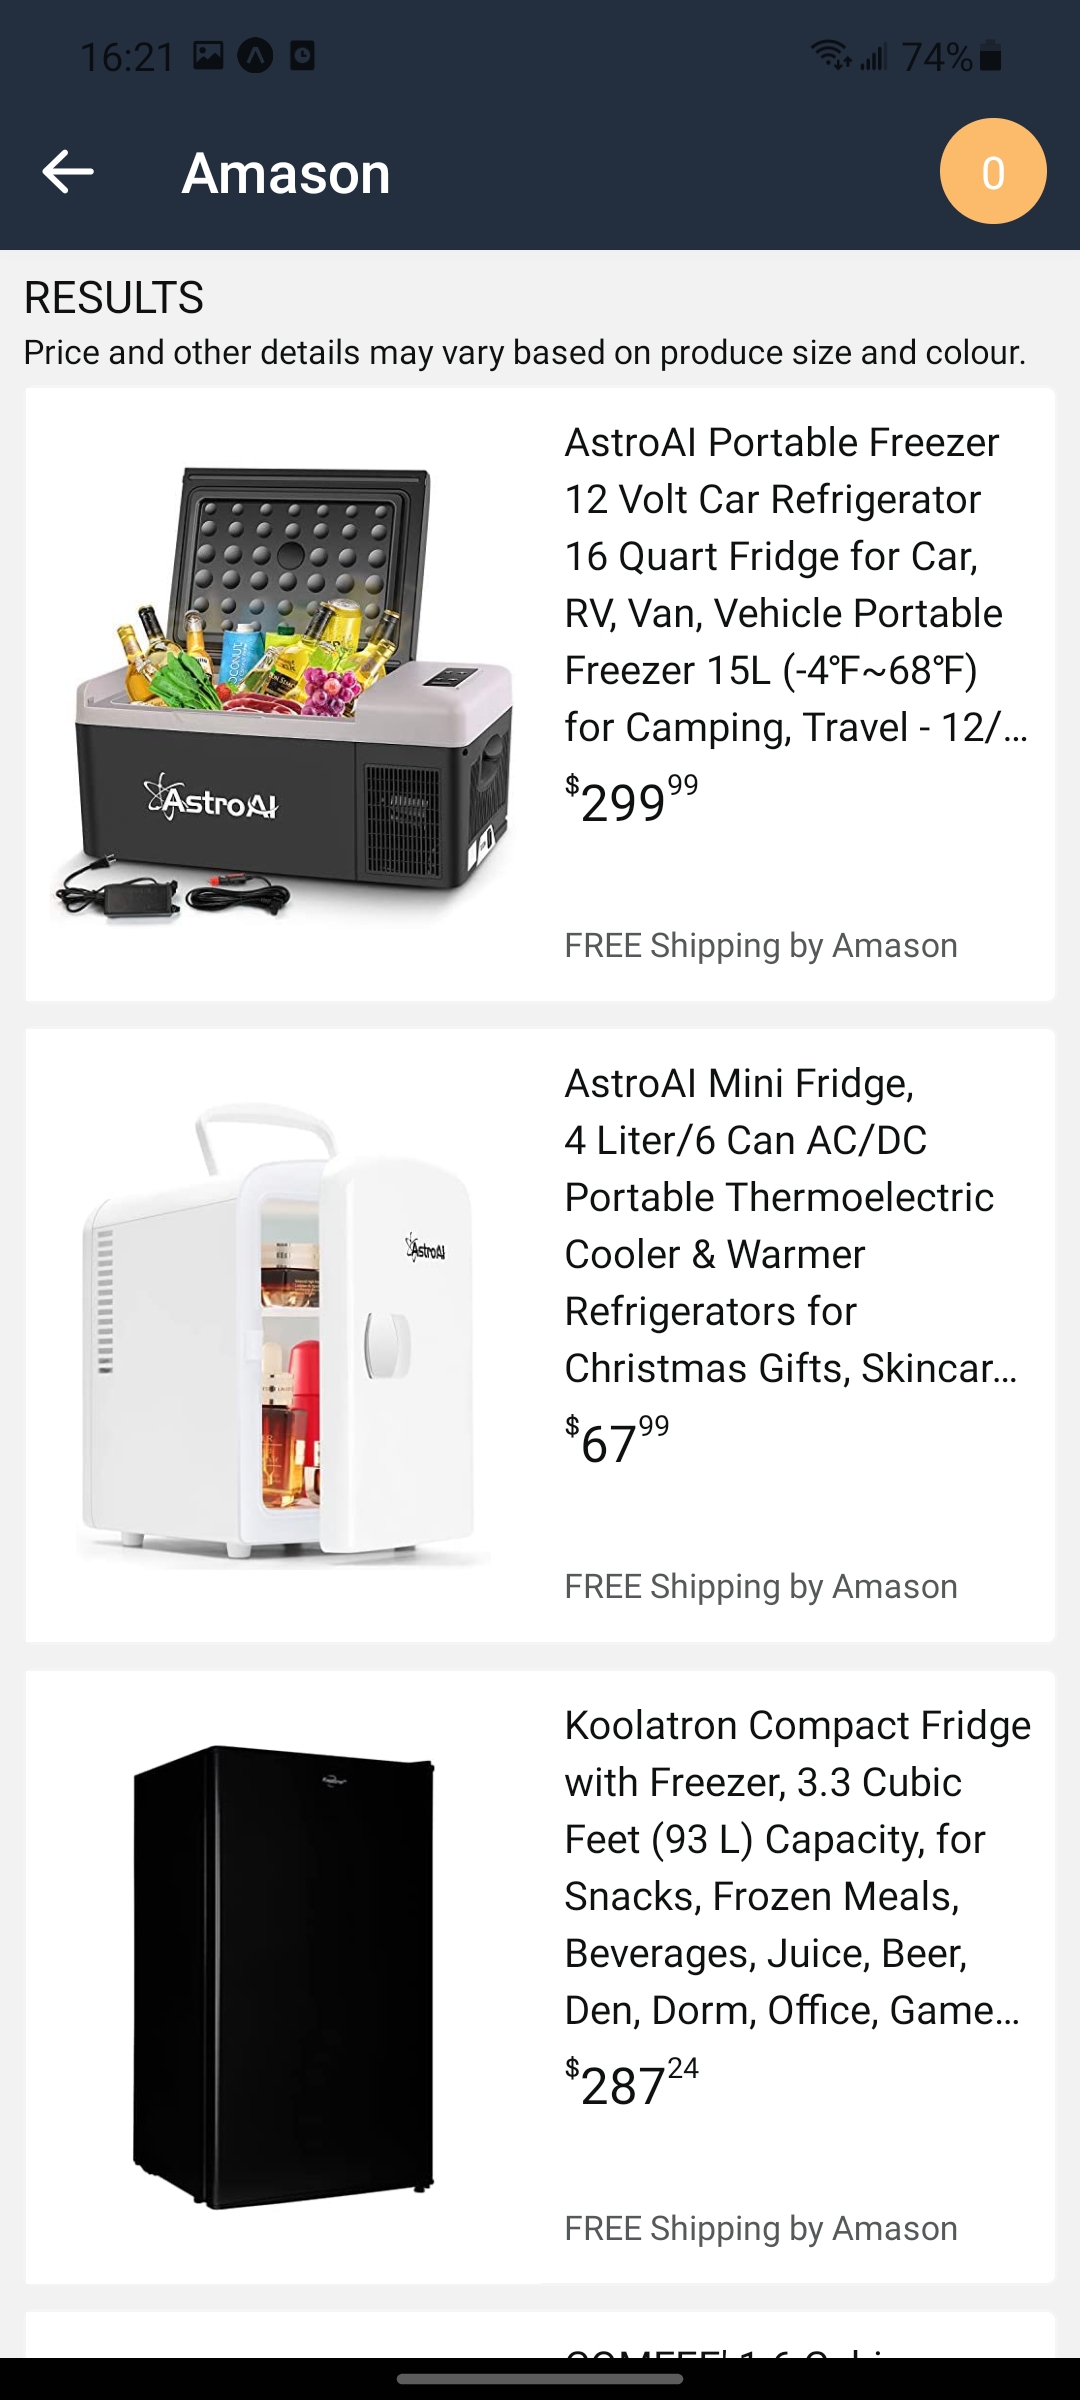 16:21
74%
Amason
0
RESULTS
Price and other details may vary based on produce size and colour.
AstroAI Portable Freezer
12 Volt Car Refrigerator
16 Quart Fridge for Car,
RV, Van, Vehicle Portable
Freezer 15L (-4°F~68°F)
for Camping, Travel - 12/...
$299 99
FREE Shipping by Amason
AstroAI
COCONUT
AstroAI Mini Fridge,
4 Liter/6 Can AC/DC
Portable Thermoelectric
Cooler & Warmer
Refrigerators for
Christmas Gifts, Skincar...
$67 99
FREE Shipping by Amason
AstroAI
Koolatron Compact Fridge
with Freezer, 3.3 Cubic
Feet (93 L) Capacity, for
Snacks, Frozen Meals,
Beverages, Juice, Beer,
Den, Dorm, Office, Game...
$287 24
FREE Shipping by Amason